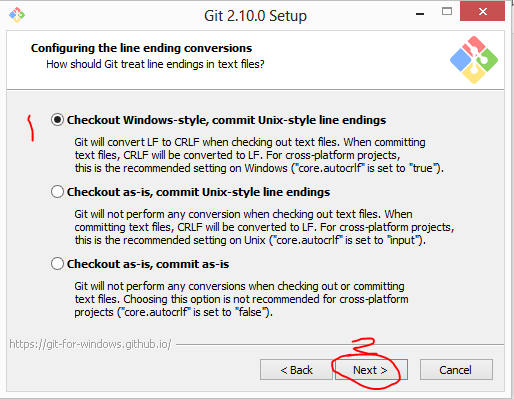 Git 2.10.0 Setup
Configuring the line ending conversions
How should Git treat line endings in text files?
1
Checkout Windows-style, commit Unix-style line endings
Git will convert LF to CRLF when checking out text files. When committing
text files, CRLF will be converted to LF. For cross-platform projects,
this is the recommended setting on Windows ("core.autocrlf" is set to "true").
Checkout as-is, commit Unix-style line endings
Git will not perform any conversion when checking out text files. When
committing text files, CRLF will be converted to LF. For cross-platform projects,
this is the recommended setting on Unix ("core.autocrlf" is set to "input").
Checkout as-is, commit as-is
Git will not perform any conversions when checking out or committing
text files. Choosing this option is not recommended for cross-platform
projects ("core.autocrlf" is set to "false").
https://git-for-windows.github.io/
2
< Back
Next >
Cancel